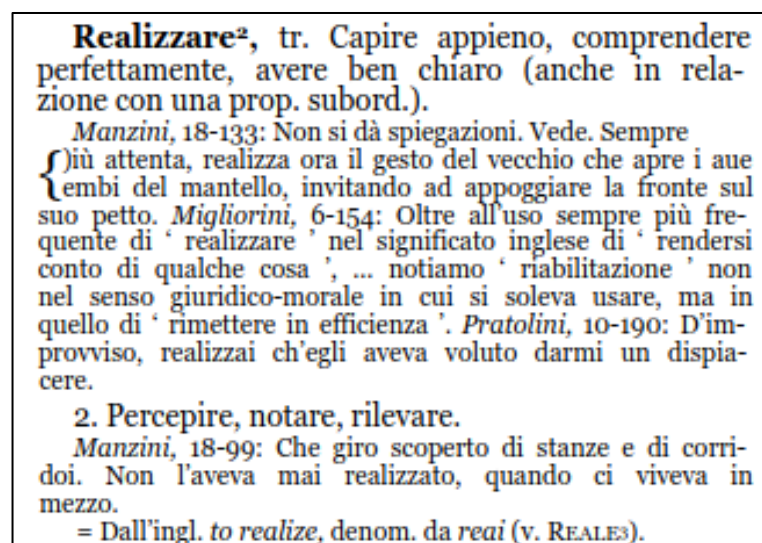 Realizzare², tr. Capire appieno, comprendere
perfettamente, avere ben chiaro (anche in rela-
zione con una prop. subord.).
Manzini, 18-133: Non si dà spiegazioni. Vede. Sempre
{)iù attenta, realizza ora il gesto del vecchio che apre i aue
embi del mantello, invitando ad appoggiare la fronte sul
suo petto. Migliorini, 6-154: Oltre all'uso sempre più fre-
quente di ‘ realizzare ’ nel significato inglese di ‘ rendersi
conto di qualche cosa ’, ... notiamo ‘ riabilitazione ’ non
nel senso giuridico-morale in cui si soleva usare, ma in
quello di ‘ rimettere in efficienza ’. Pratolini, 10-190: D'im-
provviso, realizzai ch'egli aveva voluto darmi un dispia-
cere.
2. Percepire, notare, rilevare.
Manzini, 18-99: Che giro scoperto di stanze e di corri-
doi. Non l'aveva mai realizzato, quando ci viveva in
mezzo.
= Dall'ingl. to realize, denom. da reai (v. REALE3).